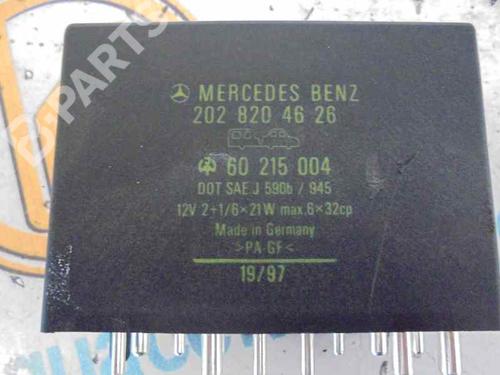 MERCEDES BENZ
202 820 46 26
60 215 004
DOT SAE J 590b / 945
12V 2+1/6×21W max.6×32cp
Made in Germany
>PA-GF<
19/97